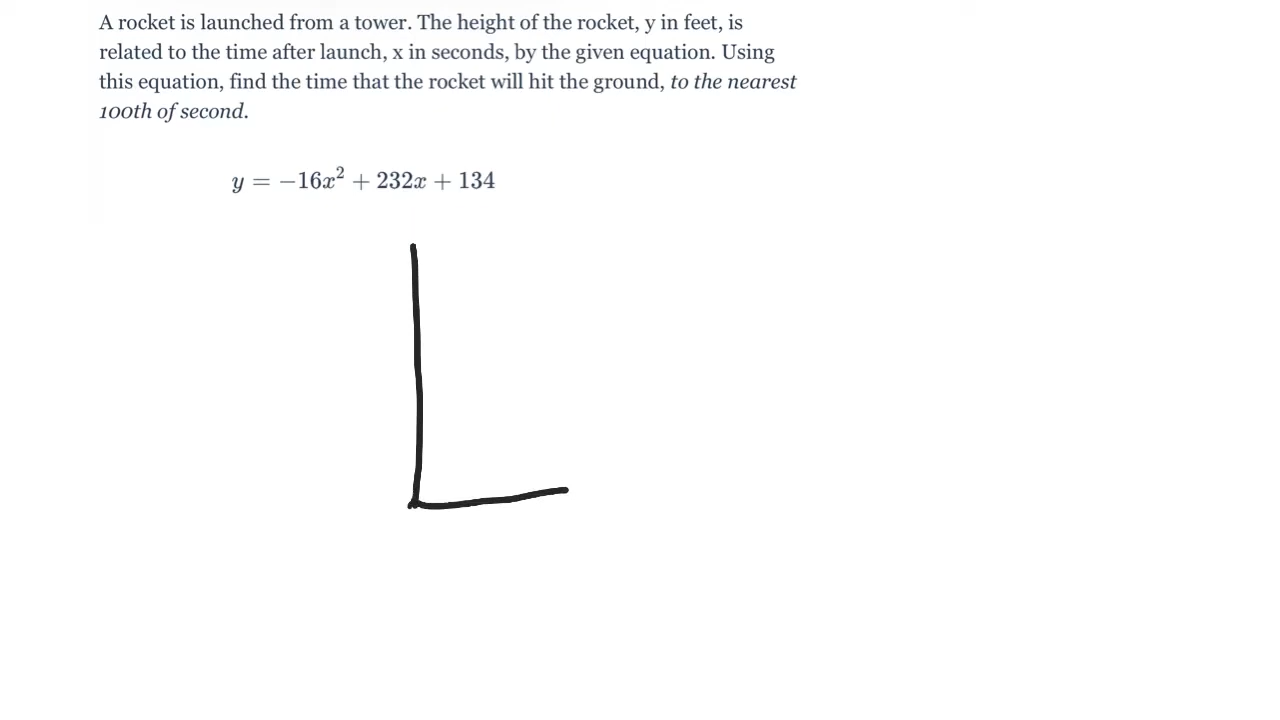 A rocket is launched from a tower. The height of the rocket, y in feet, is
related to the time after launch, x in seconds, by the given equation. Using
this equation, find the time that the rocket will hit the ground, to the nearest
100th of second.
y = −16x² + 232x + 134